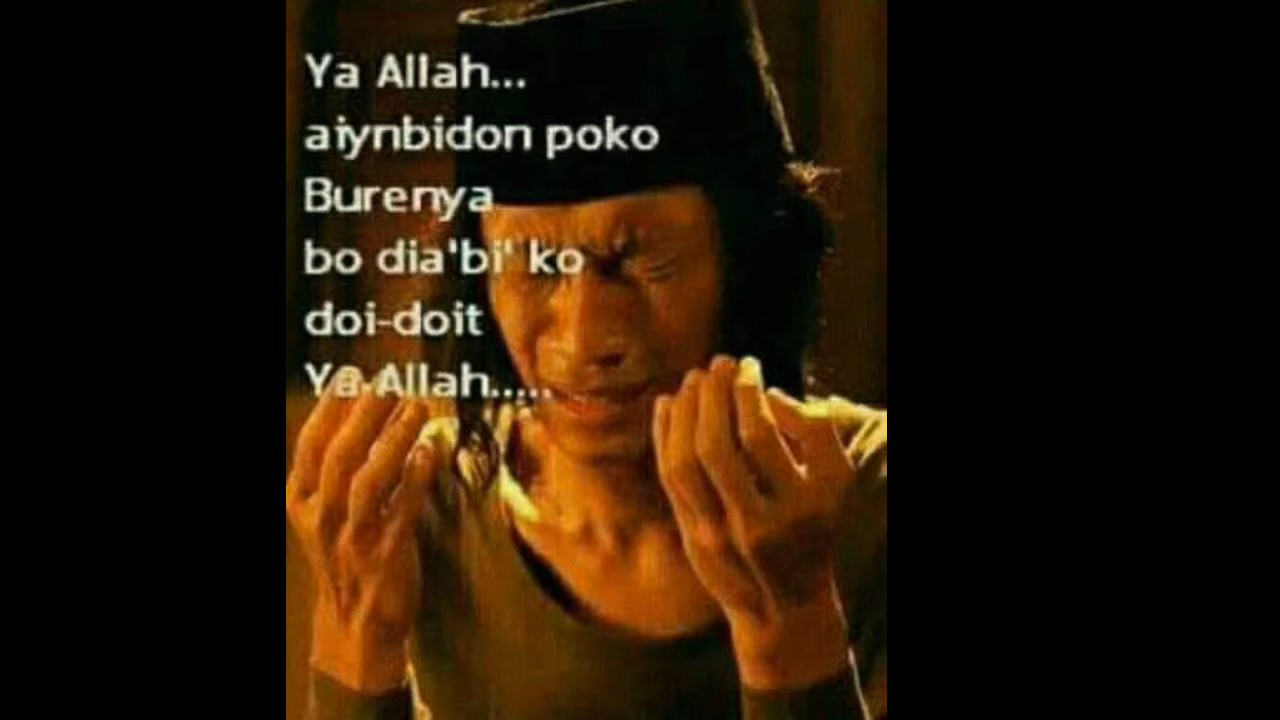 Ya Allah...
aiynbidon poko
Burenya
bo dia'bi' ko
doi-doit
Ya Allah.....